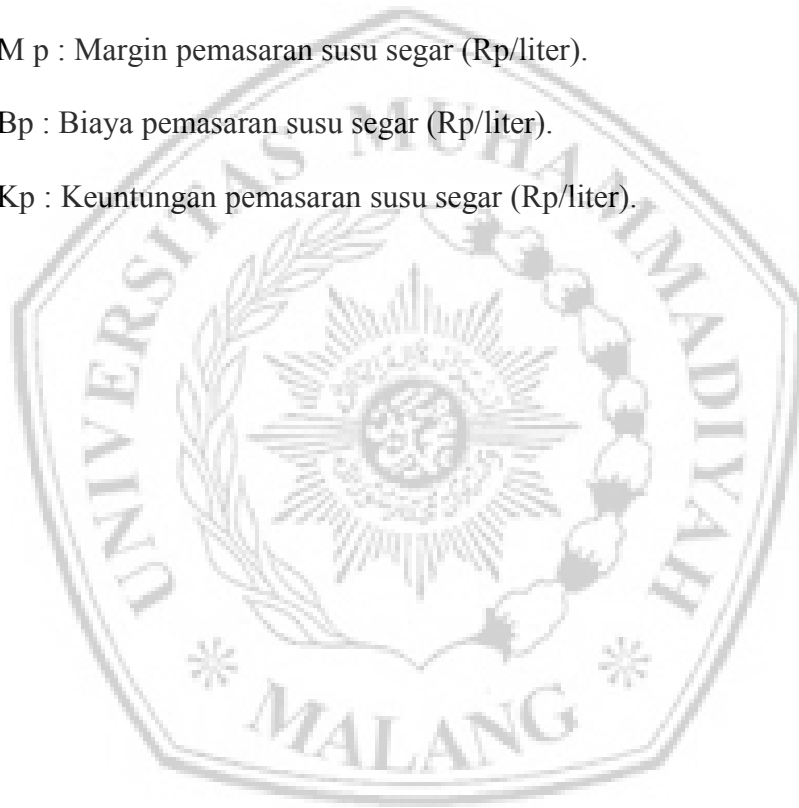 M p : Margin pemasaran susu segar (Rp/liter).
Bp : Biaya pemasaran susu segar (Rp/liter).
Kp : Keuntungan pemasaran susu segar (Rp/liter).
UNIVERSITAS MUHAMMADIYAH
MALANG